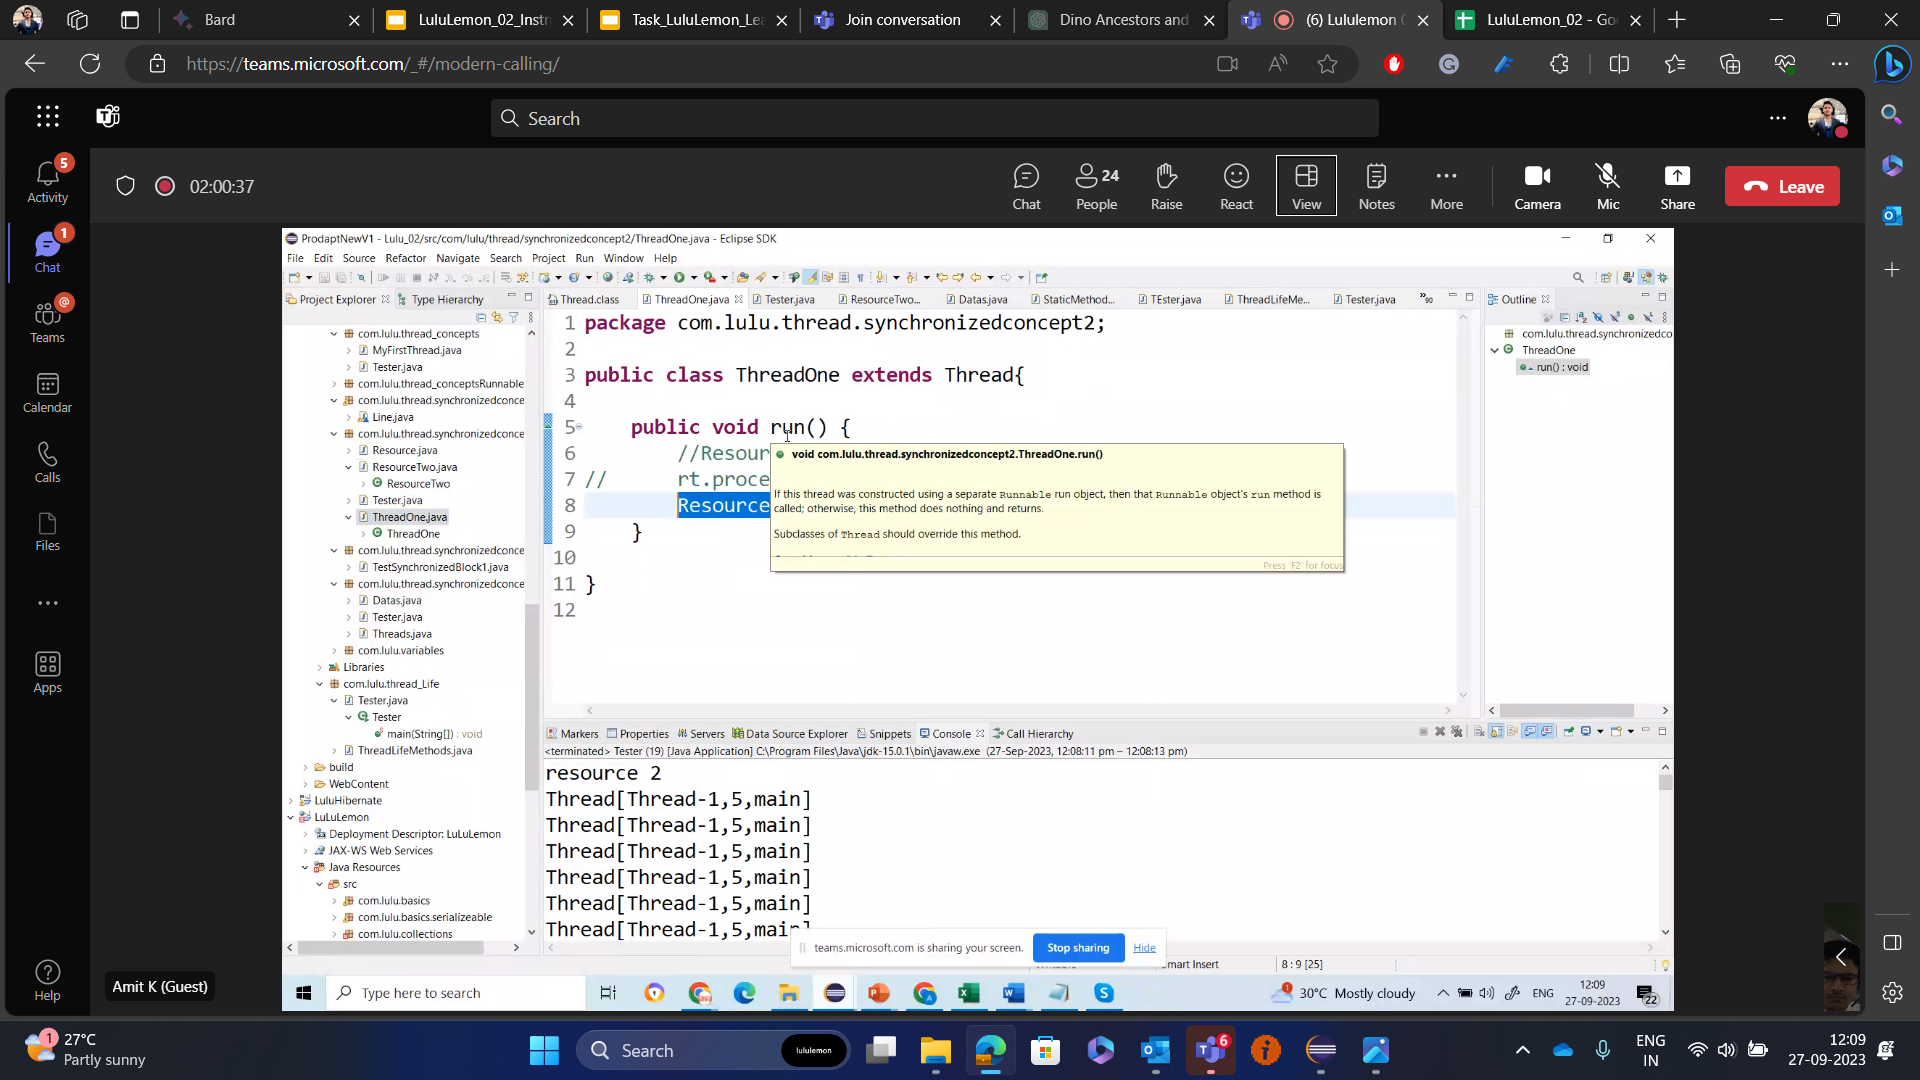 Bard
LuluLemon_02_Instr
Task_LuluLemon_Lea
Join conversation
Dino Ancestors and
(6) Lululemon
LuluLemon_02 - Go
https://teams.microsoft.com/_#/modern-calling/
Search
5
Activity
1
Chat
@
Teams
Calendar
Calls
Files
Apps
Help
02:00:37
Chat
24
People
Raise
React
View
Notes
More
Camera
Mic
Share
Leave
ProdaptNewV1 - Lulu_02/src/com/lulu/thread/synchronizedconcept2/ThreadOne.java - Eclipse SDK
File Edit Source Refactor Navigate Search Project Run Window Help
Project Explorer
Type Hierarchy
com.lulu.thread_concepts
MyFirstThread.java
Tester.java
com.lulu.thread_conceptsRunnable
com.lulu.thread.synchronizedconce
Line.java
com.lulu.thread.synchronizedconce
Resource.java
ResourceTwo.java
ResourceTwo
Tester.java
ThreadOne.java
ThreadOne
com.lulu.thread.synchronizedconce
TestSynchronizedBlock1.java
com.lulu.thread.synchronizedconce
Datas.java
Tester.java
Threads.java
com.lulu.variables
Libraries
com.lulu.thread_Life
Tester.java
Tester
main(String[]) : void
ThreadLifeMethods.java
build
WebContent
LuluHibernate
LuLuLemon
Deployment Descriptor: LuLuLemon
JAX-WS Web Services
Java Resources
src
com.lulu.basics
com.lulu.basics.serializeable
com.lulu.collections
Thread.class
ThreadOne.java
Tester.java
ResourceTwo...
Datas.java
StaticMethod...
TEster.java
ThreadLifeMe...
Tester.java
»90
1 package com.lulu.thread.synchronizedconcept2;
2
3 public class ThreadOne extends Thread{
4
5 public void run() {
6 //Resour
7 // rt.proce
8 Resource
9 }
10
11 }
12
void com.lulu.thread.synchronizedconcept2.ThreadOne.run()
If this thread was constructed using a separate Runnable run object, then that Runnable object's run method is
called; otherwise, this method does nothing and returns.
Subclasses of Thread should override this method.
Press 'F2' for focus
Outline
com.lulu.thread.synchronizedco
ThreadOne
run() : void
Markers Properties Servers Data Source Explorer Snippets Console Call Hierarchy
<terminated> Tester (19) [Java Application] C:\Program Files\Java\jdk-15.0.1\bin\javaw.exe (27-Sep-2023, 12:08:11 pm – 12:08:13 pm)
resource 2
Thread[Thread-1,5,main]
Thread[Thread-1,5,main]
Thread[Thread-1,5,main]
Thread[Thread-1,5,main]
Thread[Thread-1,5,main]
Thread[Thread-1,5,main]
teams.microsoft.com is sharing your screen.
Stop sharing
Hide
Smart Insert
8 : 9 [25]
Amit K (Guest)
Type here to search
30°C Mostly cloudy
ENG
12:09
27-09-2023
22
1
27°C
Partly sunny
Search
lululemon
6
ENG
IN
12:09
27-09-2023